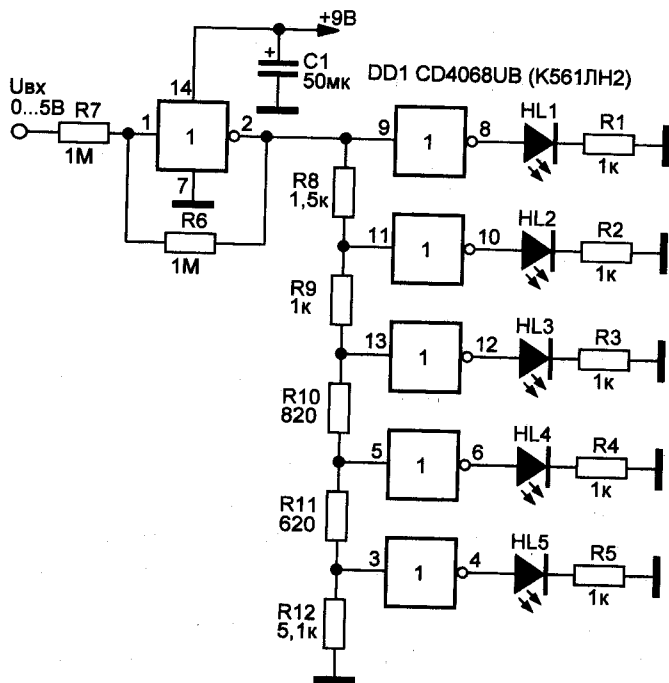 +9В
C1
50мк
DD1 CD4068UB (К561ЛН2)
Uвх
0...5В
R7
1М
14
1
1
2
7
R6
1М
9
1
8
HL1
R1
1к
R8
1,5к
11
1
10
HL2
R2
1к
R9
1к
13
1
12
HL3
R3
1к
R10
820
5
1
6
HL4
R4
1к
R11
620
3
1
4
HL5
R5
1к
R12
5,1к
+